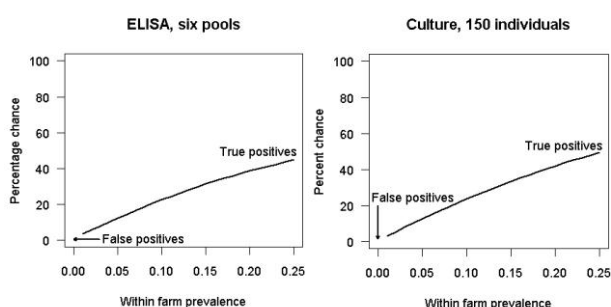 ELISA, six pools
Percentage chance
100
80
60
40
20
0
True positives
False positives
0.00 0.05 0.10 0.15 0.20 0.25
Within farm prevalence
Culture, 150 individuals
Percent chance
100
80
60
40
20
0
True positives
False positives
0.00 0.05 0.10 0.15 0.20 0.25
Within farm prevalence